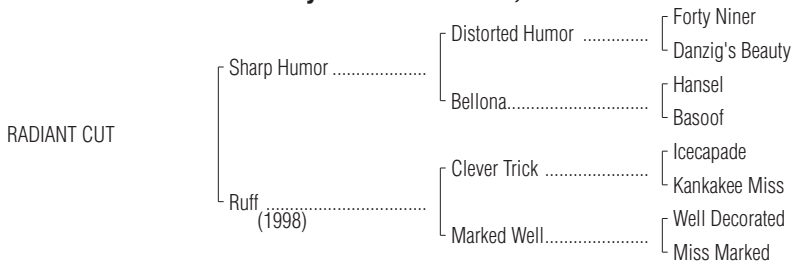 Forty Niner
Distorted Humor ..............
Danzig's Beauty
Sharp Humor ....................
Hansel
Bellona.............................
Basoof
RADIANT CUT
Icecapade
Clever Trick ......................
Kankakee Miss
Ruff .................................
(1998)
Well Decorated
Marked Well......................
Miss Marked